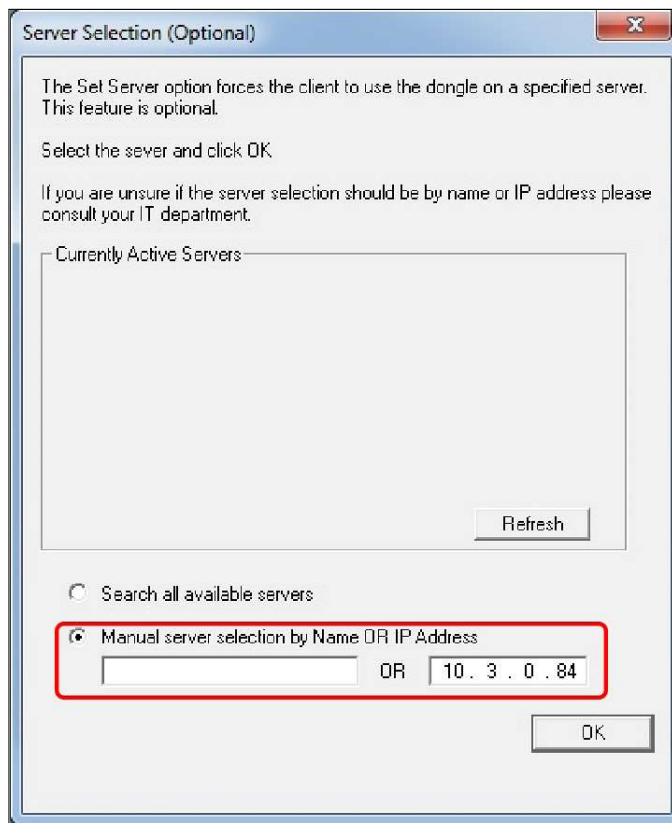 Server Selection (Optional)
The Set Server option forces the client to use the dongle on a specified server.
This feature is optional.
Select the sever and click OK
If you are unsure if the server selection should be by name or IP address please
consult your IT department.
Currently Active Servers
Refresh
Search all available servers
Manual server selection by Name OR IP Address
OR 10 . 3 . 0 . 84
OK